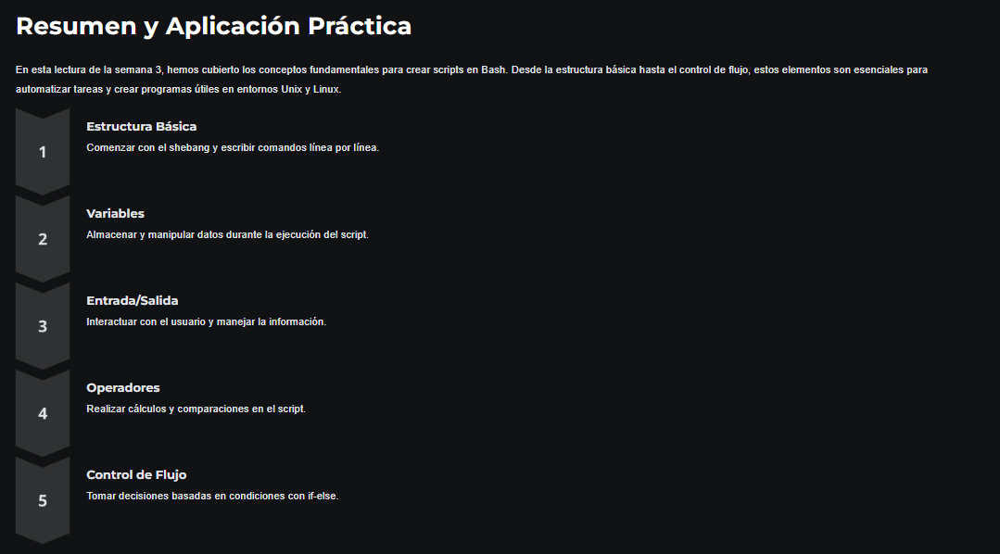 Resumen y Aplicación Práctica
En esta lectura de la semana 3, hemos cubierto los conceptos fundamentales para crear scripts en Bash. Desde la estructura básica hasta el control de flujo, estos elementos son esenciales para
automatizar tareas y crear programas útiles en entornos Unix y Linux.
1
Estructura Básica
Comenzar con el shebang y escribir comandos línea por línea.
2
Variables
Almacenar y manipular datos durante la ejecución del script.
3
Entrada/Salida
Interactuar con el usuario y manejar la información.
4
Operadores
Realizar cálculos y comparaciones en el script.
5
Control de Flujo
Tomar decisiones basadas en condiciones con if-else.